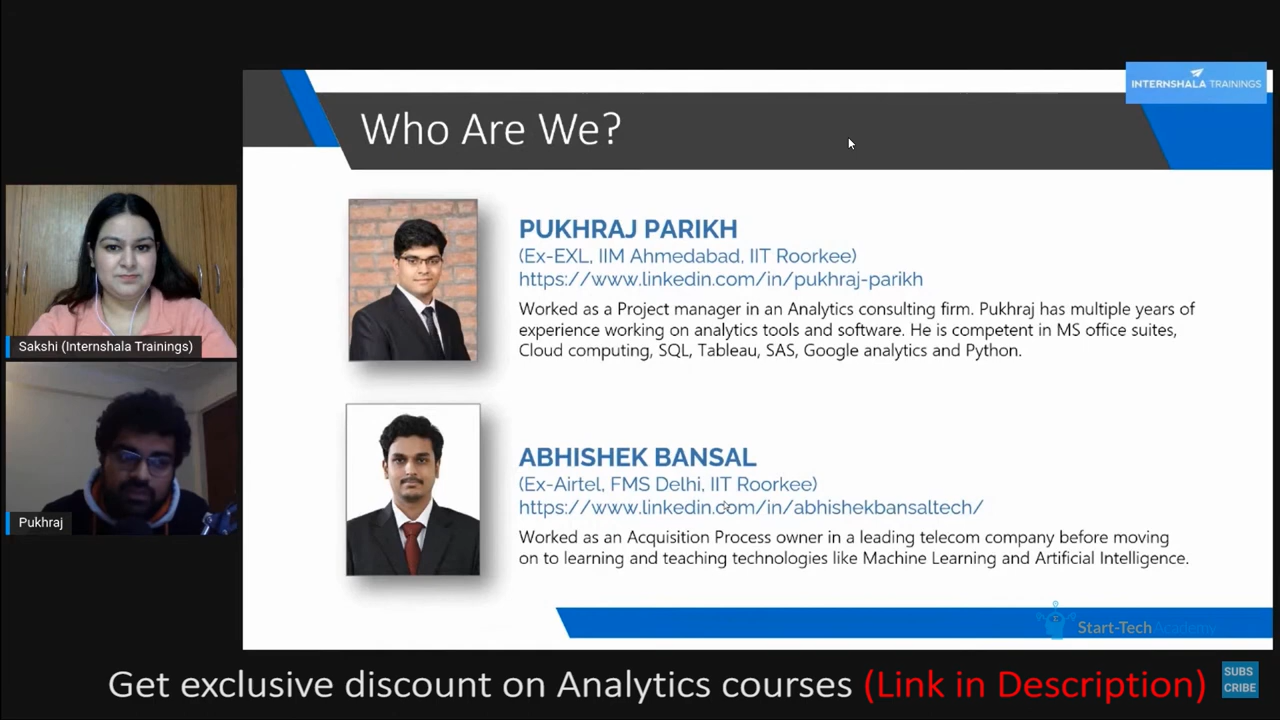 INTERNSHALA TRAININGS
Who Are We?
PUKHRAJ PARIKH
(Ex-EXL, IIM Ahmedabad, IIT Roorkee)
https://www.linkedin.com/in/pukhraj-parikh
Worked as a Project manager in an Analytics consulting firm. Pukhraj has multiple years of
experience working on analytics tools and software. He is competent in MS office suites,
Cloud computing, SQL, Tableau, SAS, Google analytics and Python.
Sakshi (Internshala Trainings)
ABHISHEK BANSAL
(Ex-Airtel, FMS Delhi, IIT Roorkee)
https://www.linkedin.com/in/abhishekbansaltech/
Worked as an Acquisition Process owner in a leading telecom company before moving
on to learning and teaching technologies like Machine Learning and Artificial Intelligence.
Pukhraj
Start-Tech Academy
Get exclusive discount on Analytics courses (Link in Description)
SUBS
CRIBE